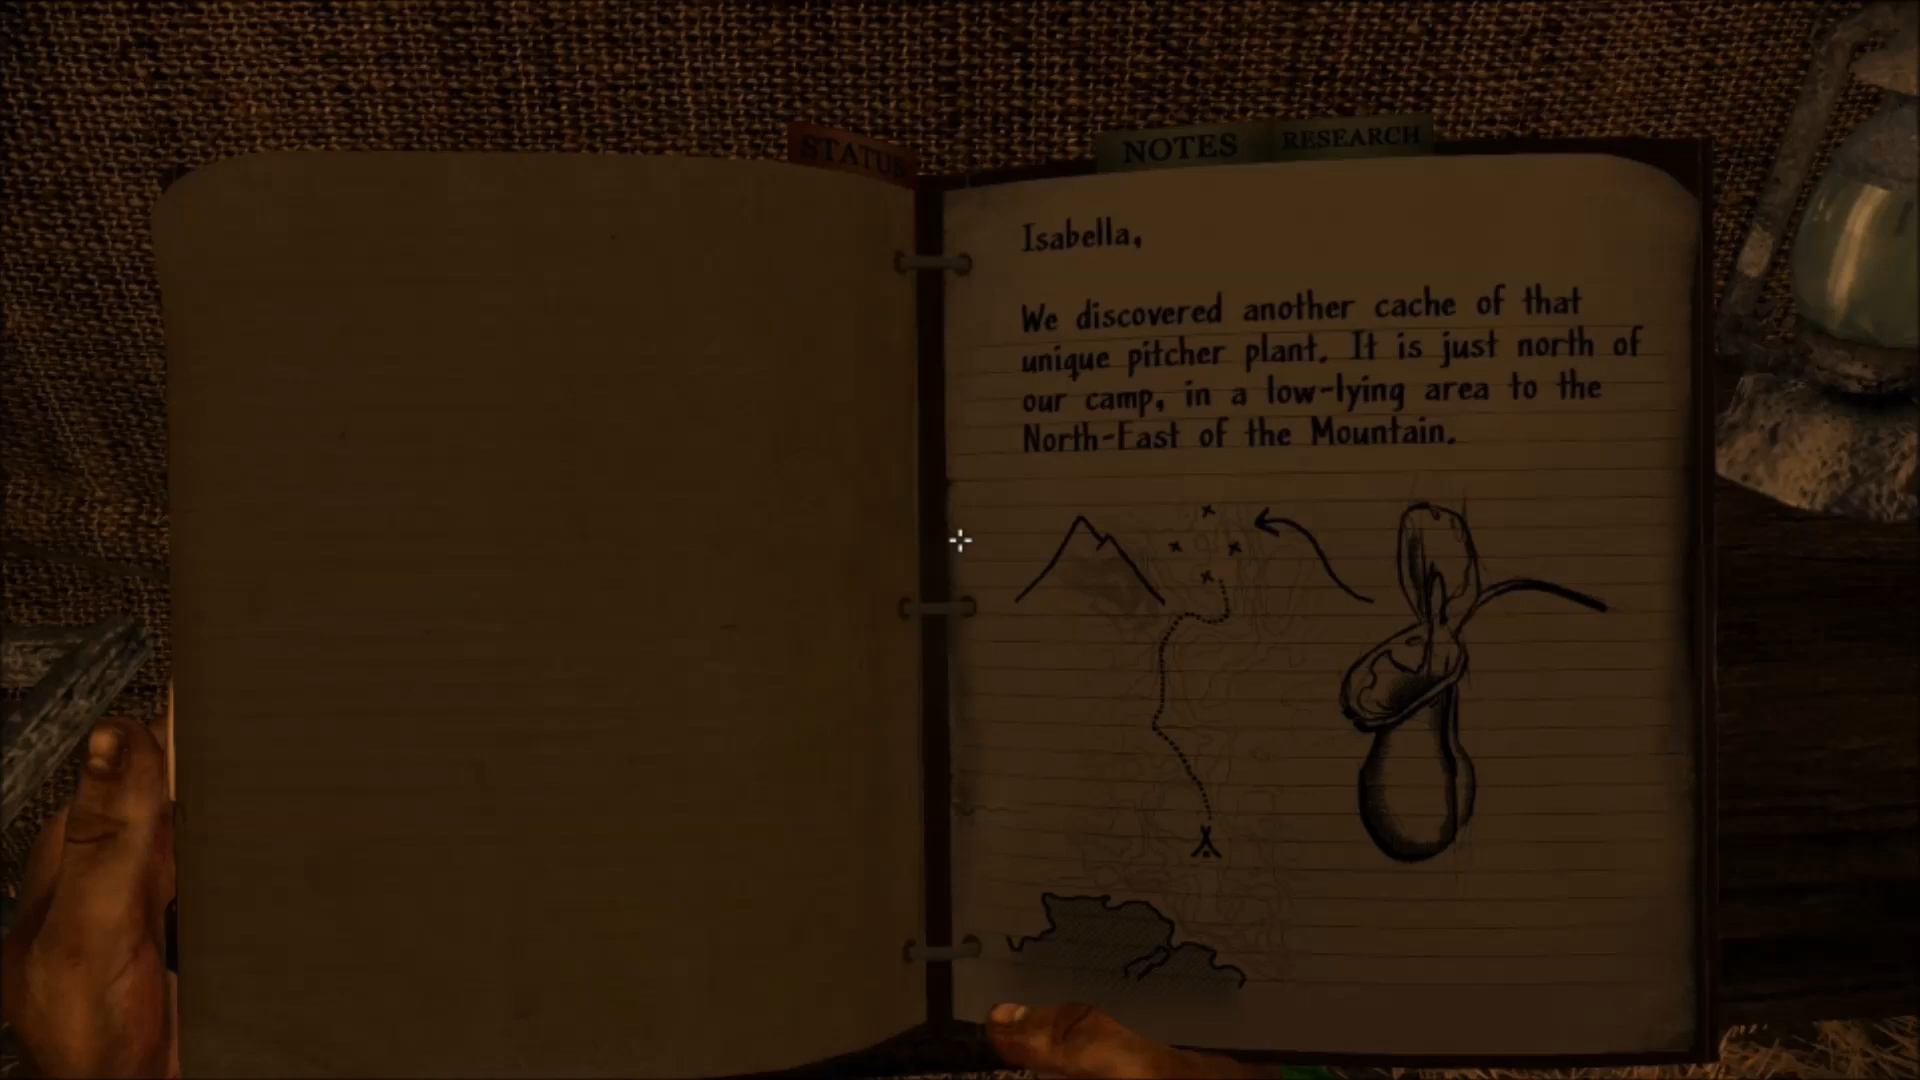 STATUS
NOTES
RESEARCH
Isabella,
We discovered another cache of that
unique pitcher plant. It is just north of
our camp, in a low-lying area to the
North-East of the Mountain.